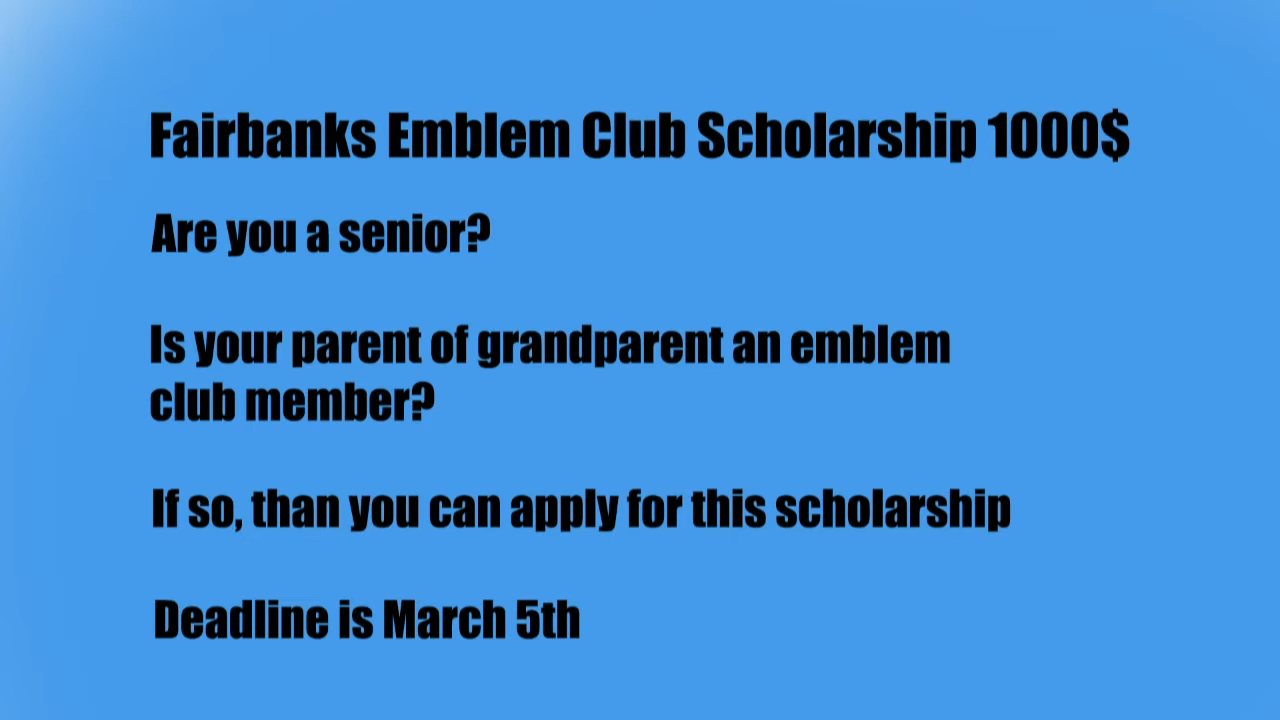 Fairbanks Emblem Club Scholarship 1000$
Are you a senior?
Is your parent of grandparent an emblem
club member?
If so, than you can apply for this scholarship
Deadline is March 5th